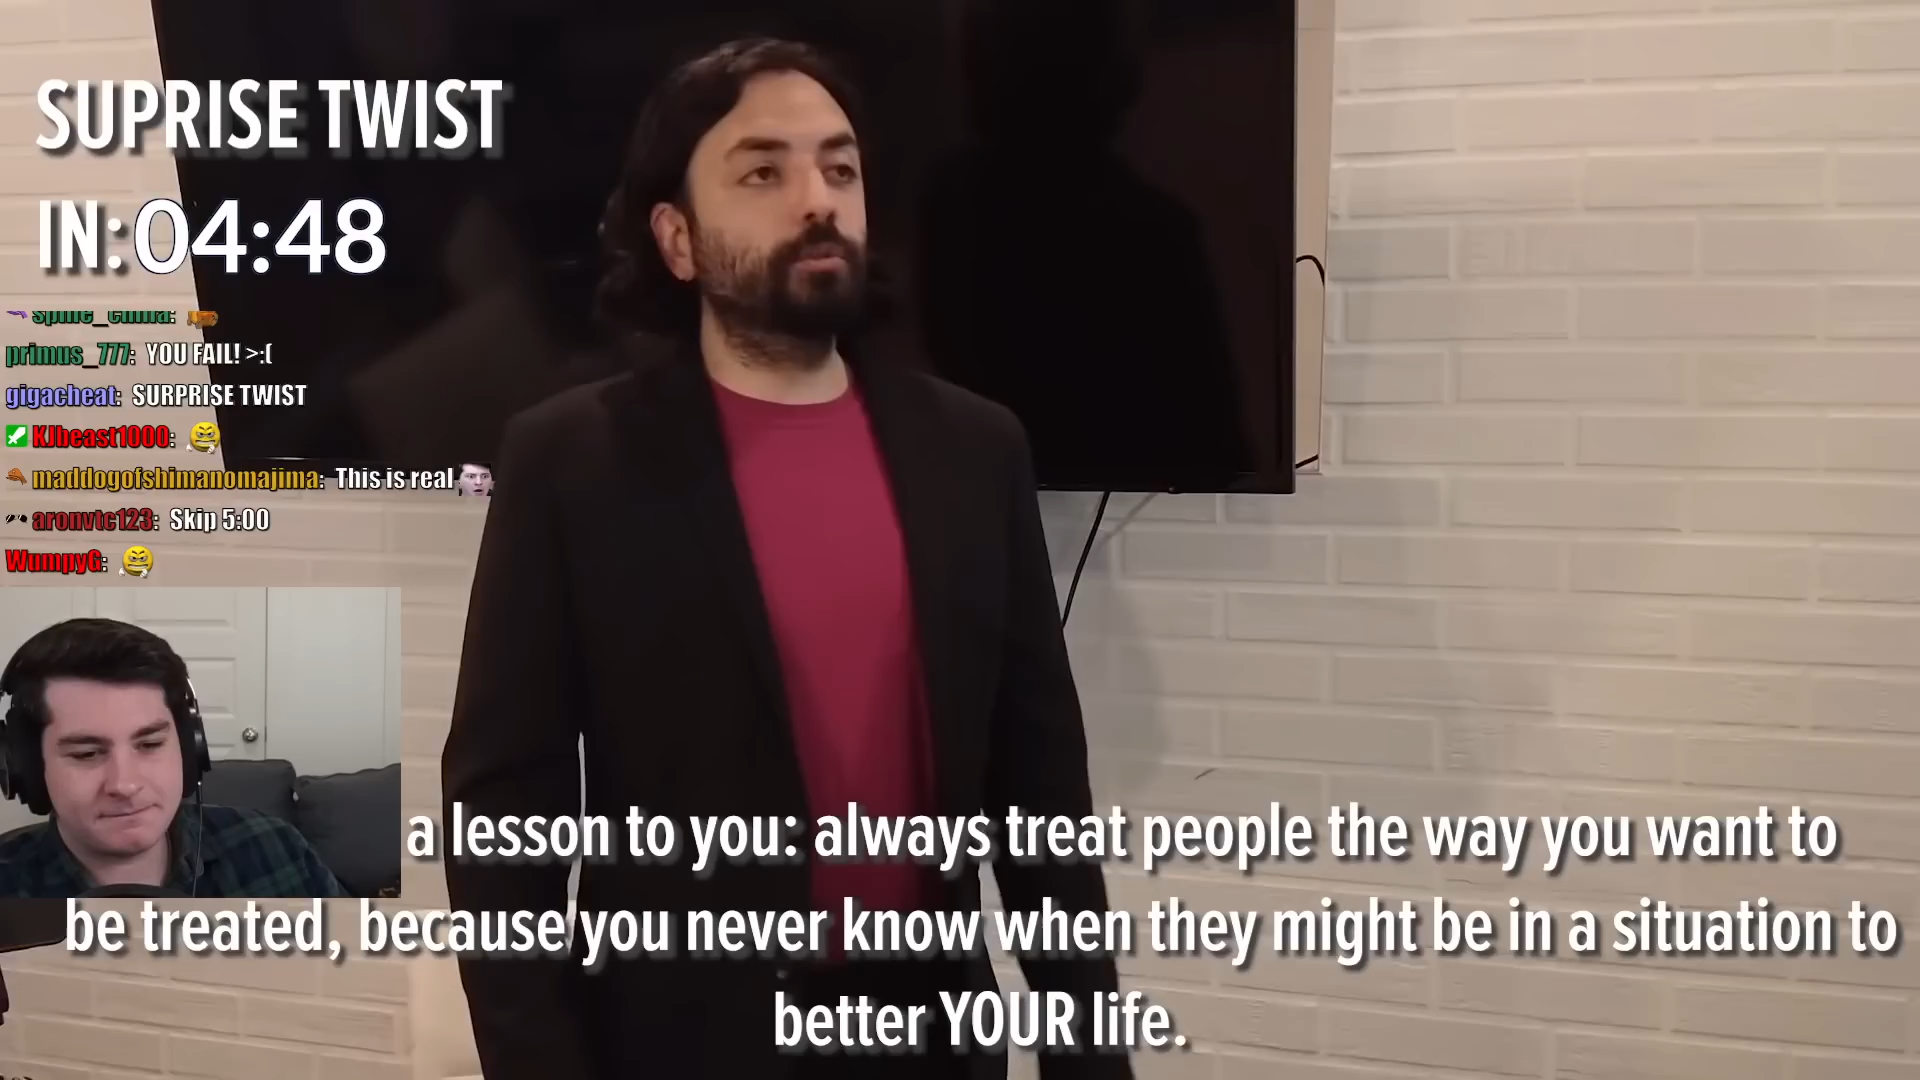 SUPRISE TWIST
IN: 04:48
primus_777: YOU FAIL! >:(
gigacheat: SURPRISE TWIST
KJbeast1000:
maddogofshimanomajima: This is real
aronvtc123: Skip 5:00
WumpyG:
a lesson to you: always treat people the way you want to
be treated, because you never know when they might be in a situation to
better YOUR life.